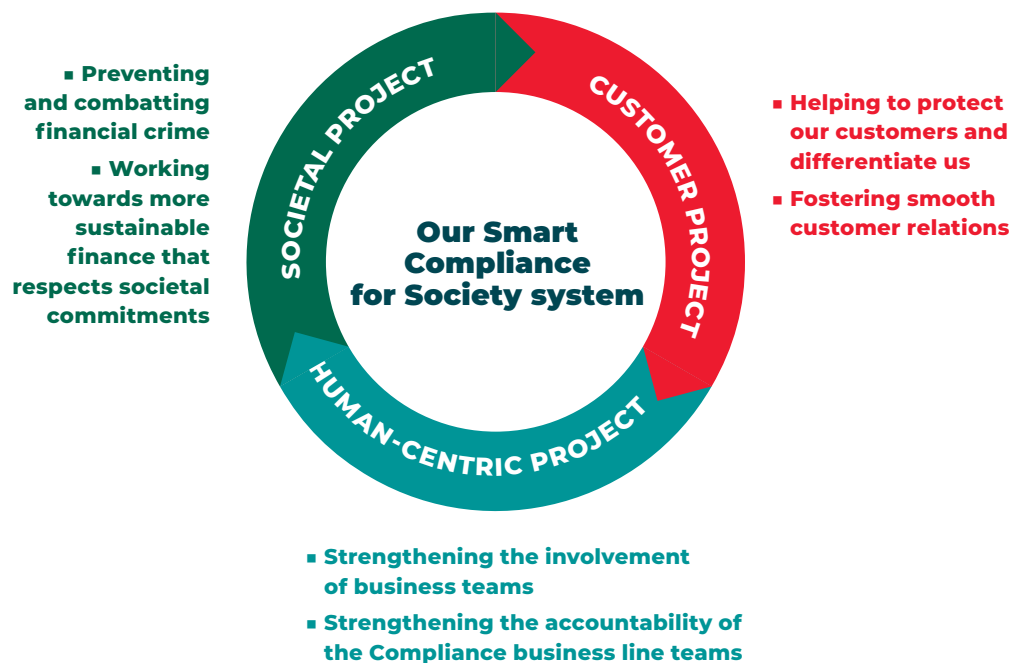 SOCIETAL PROJECT
CUSTOMER PROJECT
HUMAN-CENTRIC PROJECT
Our Smart
Compliance
for Society system
▪ Preventing
and combatting
financial crime
▪ Working
towards more
sustainable
finance that
respects societal
commitments
▪ Helping to protect
our customers and
differentiate us
▪ Fostering smooth
customer relations
▪ Strengthening the involvement
of business teams
▪ Strengthening the accountability of
the Compliance business line teams